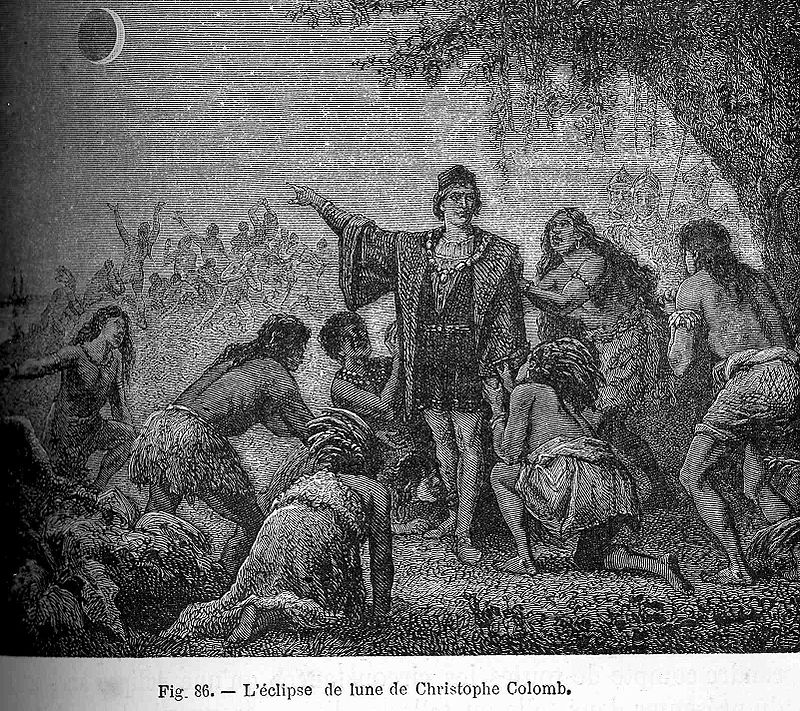 Fig. 86. — L'éclipse de lune de Christophe Colomb.